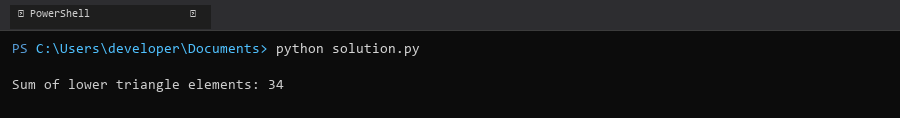 PowerShell
PS C:\Users\developer\Documents> python solution.py
Sum of lower triangle elements: 34